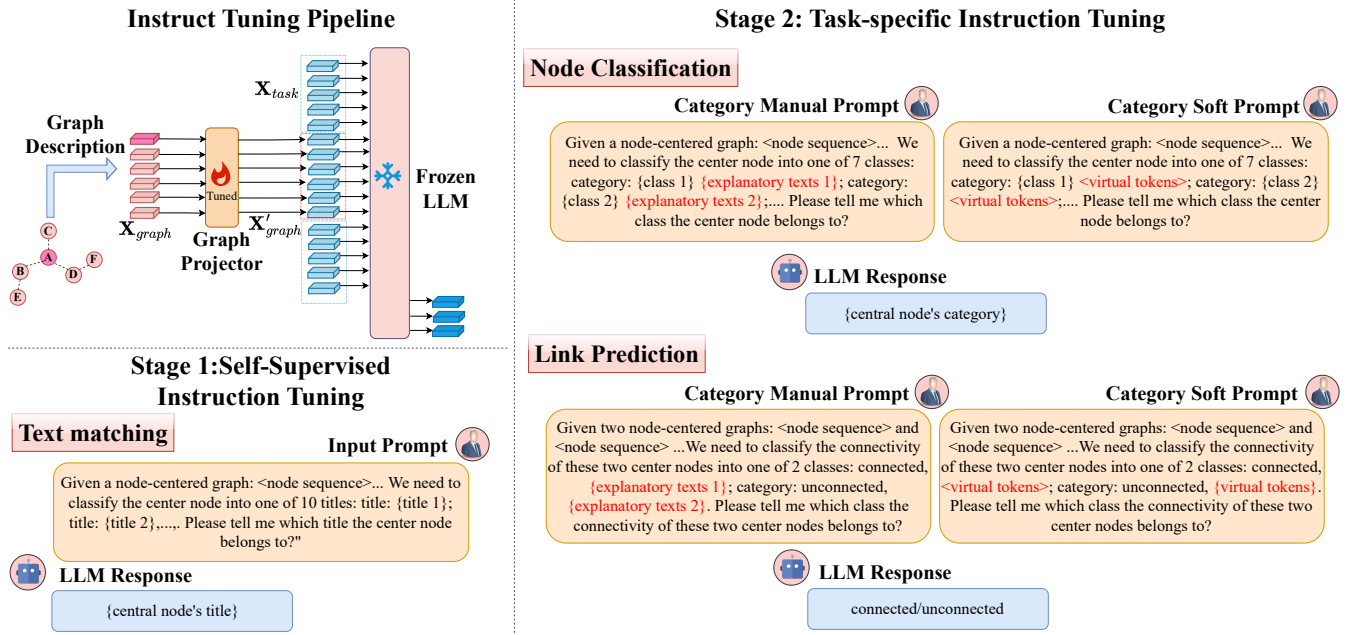 Instruct Tuning Pipeline
X_task
Graph
Description
Tuned
Frozen
LLM
X_graph
X'_graph
Graph
Projector
C
A
B
D
F
E
Stage 1:Self-Supervised
Instruction Tuning
Text matching
Input Prompt
Given a node-centered graph: <node sequence>... We need to
classify the center node into one of 10 titles: title: {title 1};
title: {title 2},...,. Please tell me which title the center node
belongs to?"
LLM Response
{central node's title}
Stage 2: Task-specific Instruction Tuning
Node Classification
Category Manual Prompt
Given a node-centered graph: <node sequence>... We
need to classify the center node into one of 7 classes:
category: {class 1} {explanatory texts 1}; category:
{class 2} {explanatory texts 2};.... Please tell me which
class the center node belongs to?
Category Soft Prompt
Given a node-centered graph: <node sequence>... We
need to classify the center node into one of 7 classes:
category: {class 1} <virtual tokens>; category: {class 2}
<virtual tokens>;.... Please tell me which class the center
node belongs to?
LLM Response
{central node's category}
Link Prediction
Category Manual Prompt
Given two node-centered graphs: <node sequence> and
<node sequence> ...We need to classify the connectivity
of these two center nodes into one of 2 classes: connected,
{explanatory texts 1}; category: unconnected,
{explanatory texts 2}. Please tell me which class the
connectivity of these two center nodes belongs to?
Category Soft Prompt
Given two node-centered graphs: <node sequence> and
<node sequence> ...We need to classify the connectivity
of these two center nodes into one of 2 classes: connected,
<virtual tokens>; category: unconnected, {virtual tokens}.
Please tell me which class the connectivity of these two
center nodes belongs to?
LLM Response
connected/unconnected